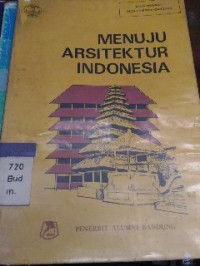 MENUJU
ARSITEKTUR
INDONESIA
720
Bud
m.
PENERBIT ALUMNI BANDUNG